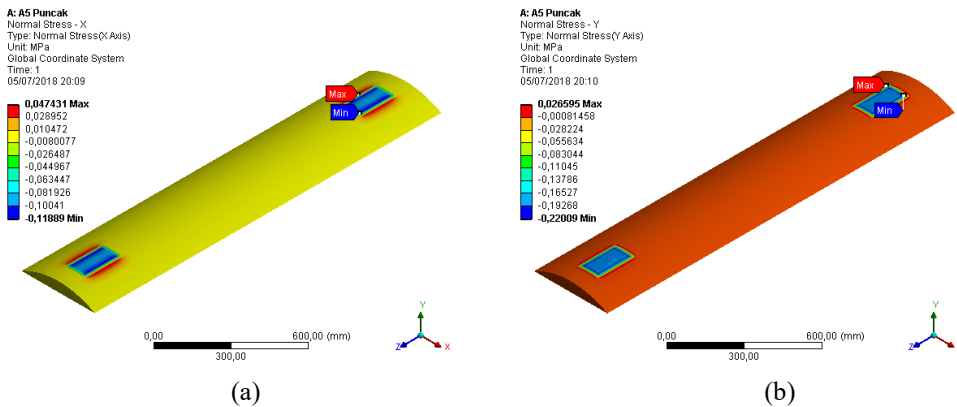 A: A5 Puncak
Normal Stress - X
Type: Normal Stress(X Axis)
Unit: MPa
Global Coordinate System
Time: 1
05/07/2018 20:09
0,047431 Max
0,028952
0,010472
-0,0080077
-0,026487
-0,044967
-0,063447
-0,081926
-0,10041
-0,11889 Min
Max
Min
0,00
600,00 (mm)
300,00
Y
Z
X
(a)
A: A5 Puncak
Normal Stress - Y
Type: Normal Stress(Y Axis)
Unit: MPa
Global Coordinate System
Time: 1
05/07/2018 20:10
0,026595 Max
-0,00081458
-0,028224
-0,055634
-0,083044
-0,11045
-0,13786
-0,16527
-0,19268
-0,22009 Min
Max
Min
0,00
600,00 (mm)
300,00
Y
Z
(b)